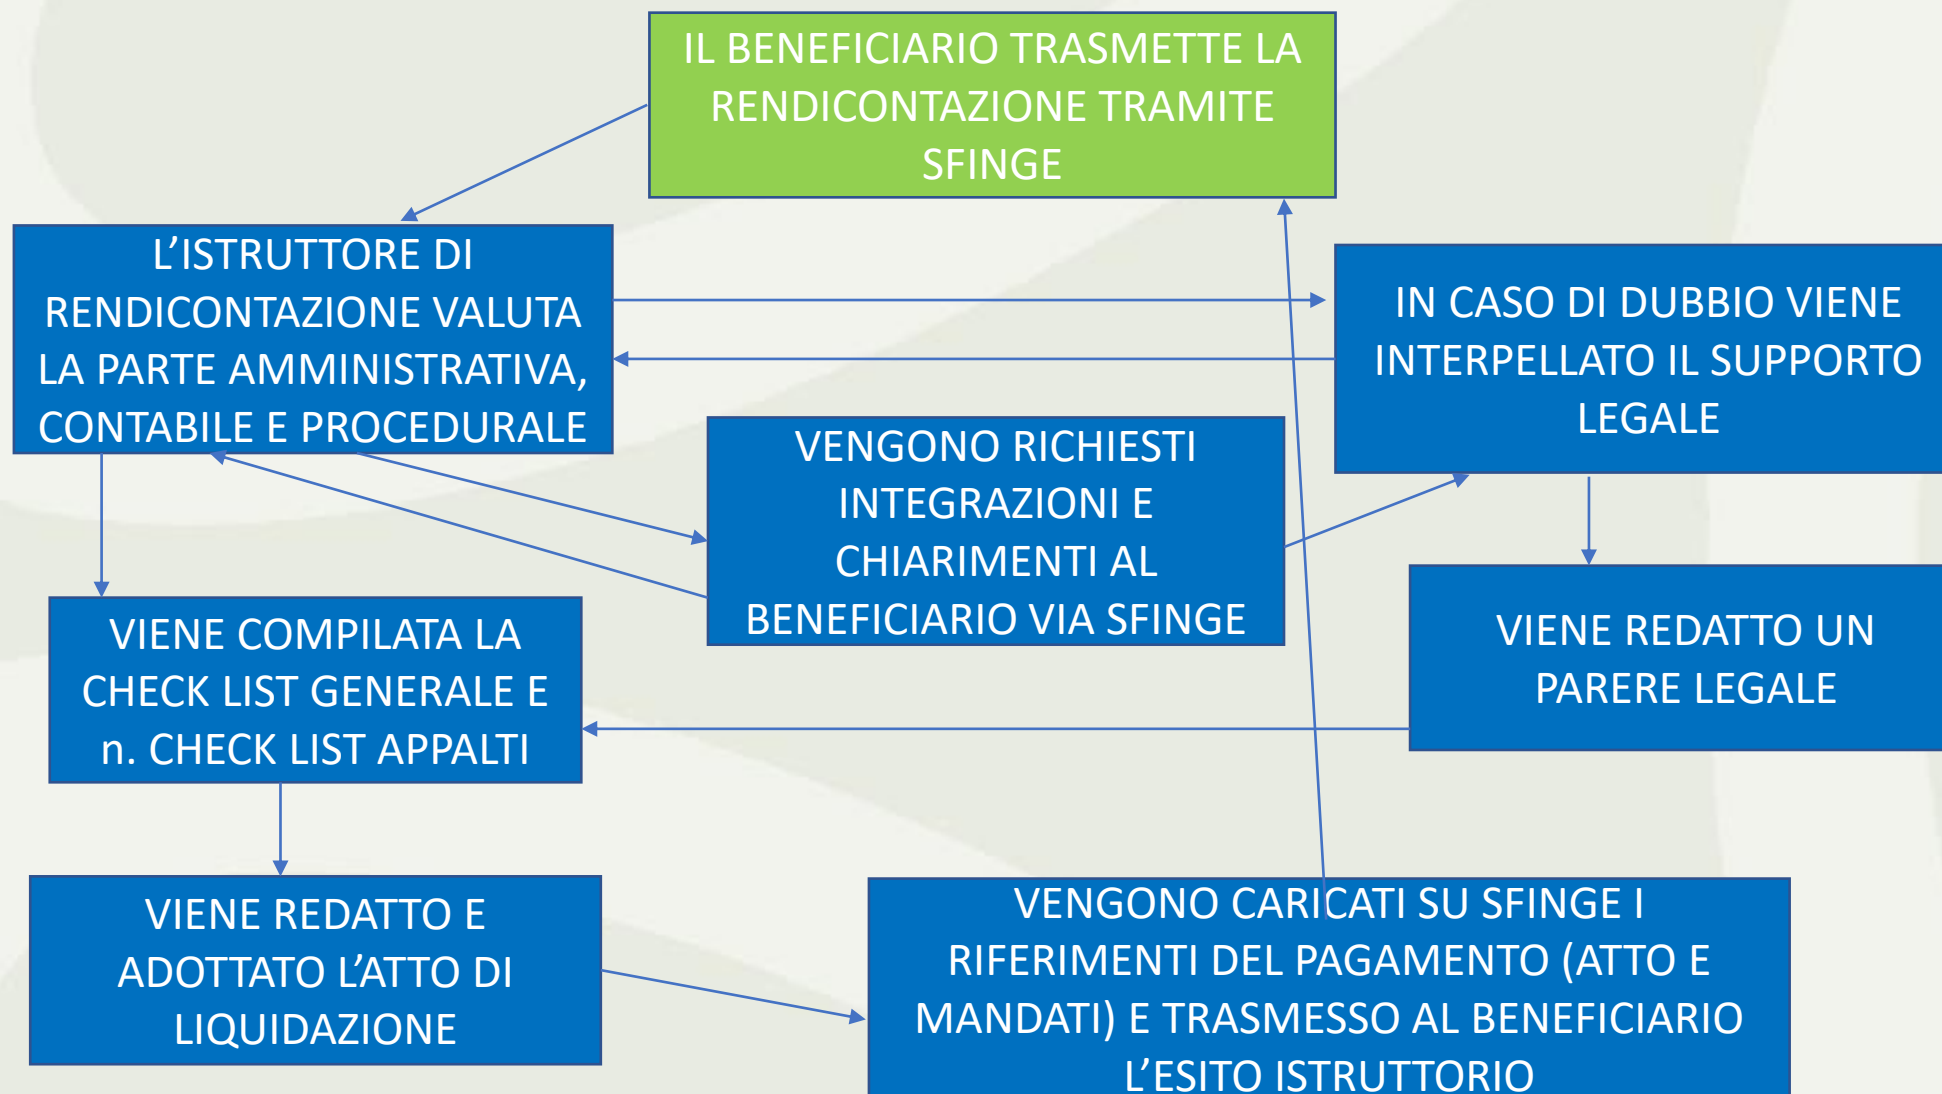 IL BENEFICIARIO TRASMETTE LA
RENDICONTAZIONE TRAMITE
SFINGE
L’ISTRUTTORE DI
RENDICONTAZIONE VALUTA
LA PARTE AMMINISTRATIVA,
CONTABILE E PROCEDURALE
IN CASO DI DUBBIO VIENE
INTERPELLATO IL SUPPORTO
LEGALE
VENGONO RICHIESTI
INTEGRAZIONI E
CHIARIMENTI AL
BENEFICIARIO VIA SFINGE
VIENE COMPILATA LA
CHECK LIST GENERALE E
n. CHECK LIST APPALTI
VIENE REDATTO UN
PARERE LEGALE
VIENE REDATTO E
ADOTTATO L’ATTO DI
LIQUIDAZIONE
VENGONO CARICATI SU SFINGE I
RIFERIMENTI DEL PAGAMENTO (ATTO E
MANDATI) E TRASMESSO AL BENEFICIARIO
L’ESITO ISTRUTTORIO